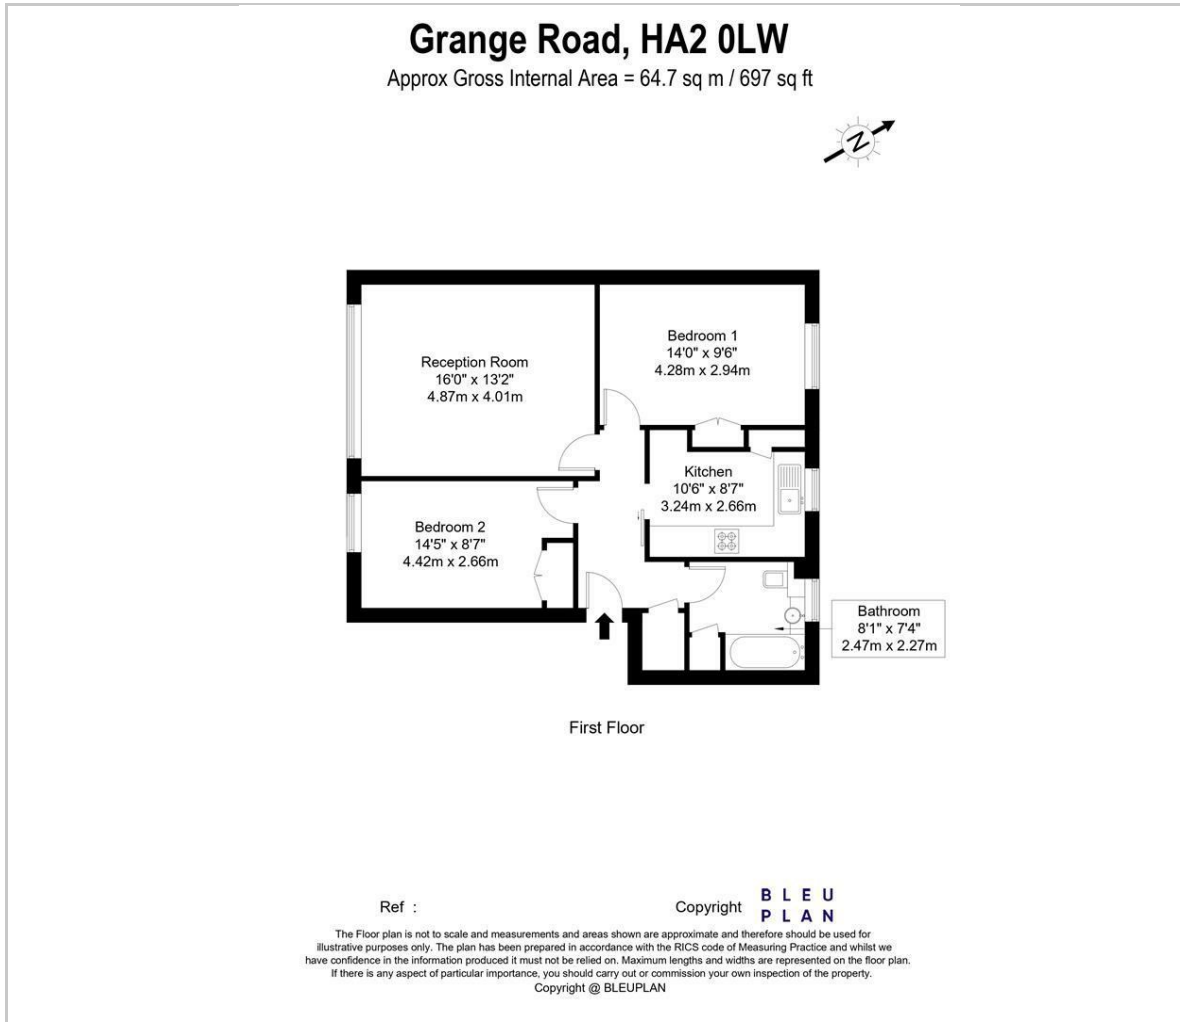 Grange Road, HA2 0LW
Approx Gross Internal Area = 64.7 sq m / 697 sq ft
N
Reception Room
16'0" x 13'2"
4.87m x 4.01m
Bedroom 1
14'0" x 9'6"
4.28m x 2.94m
Kitchen
10'6" x 8'7"
3.24m x 2.66m
Bedroom 2
14'5" x 8'7"
4.42m x 2.66m
Bathroom
8'1" x 7'4"
2.47m x 2.27m
First Floor
Ref :
Copyright
BLEU
PLAN
The Floor plan is not to scale and measurements and areas shown are approximate and therefore should be used for
illustrative purposes only. The plan has been prepared in accordance with the RICS code of Measuring Practice and whilst we
have confidence in the information produced it must not be relied on. Maximum lengths and widths are represented on the floor plan.
If there is any aspect of particular importance, you should carry out or commission your own inspection of the property.
Copyright @ BLEUPLAN